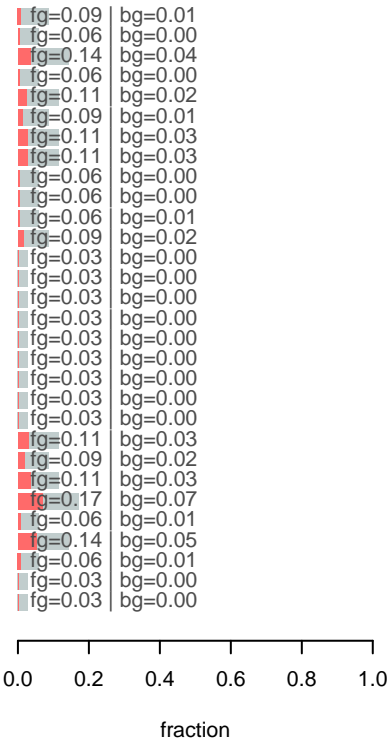 fg=0.09 | bg=0.01
fg=0.06 | bg=0.00
fg=0.14 | bg=0.04
fg=0.06 | bg=0.00
fg=0.11 | bg=0.02
fg=0.09 | bg=0.01
fg=0.11 | bg=0.03
fg=0.11 | bg=0.03
fg=0.06 | bg=0.00
fg=0.06 | bg=0.00
fg=0.06 | bg=0.01
fg=0.09 | bg=0.02
fg=0.03 | bg=0.00
fg=0.03 | bg=0.00
fg=0.03 | bg=0.00
fg=0.03 | bg=0.00
fg=0.03 | bg=0.00
fg=0.03 | bg=0.00
fg=0.03 | bg=0.00
fg=0.03 | bg=0.00
fg=0.03 | bg=0.00
fg=0.11 | bg=0.03
fg=0.09 | bg=0.02
fg=0.11 | bg=0.03
fg=0.17 | bg=0.07
fg=0.06 | bg=0.01
fg=0.14 | bg=0.05
fg=0.06 | bg=0.01
fg=0.03 | bg=0.00
fg=0.03 | bg=0.00
0.0 0.2 0.4 0.6 0.8 1.0
fraction